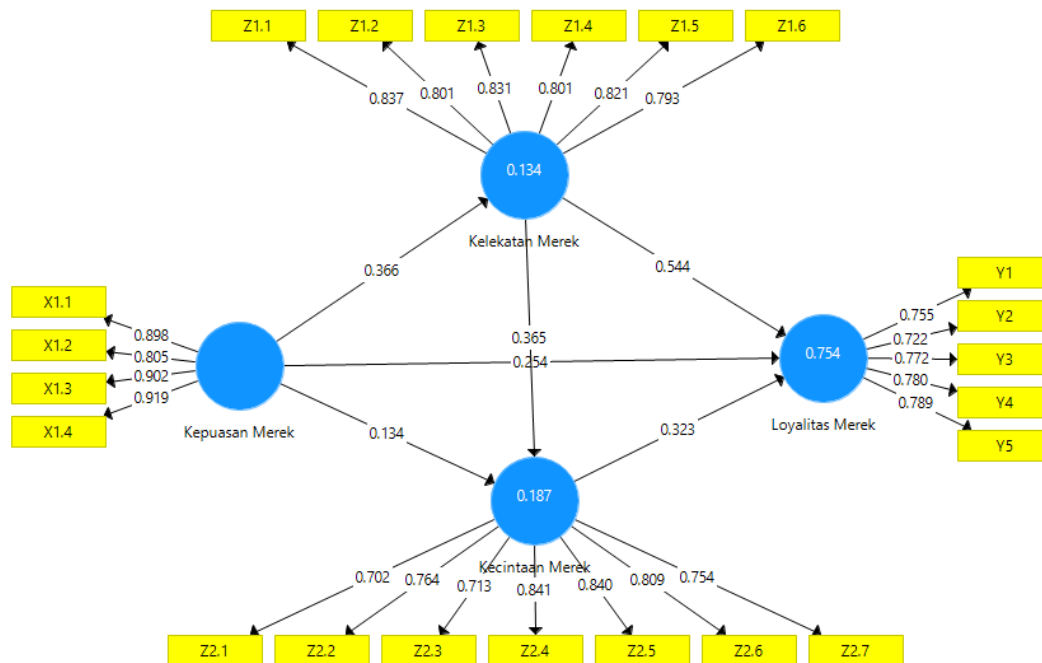 Z1.1 Z1.2 Z1.3 Z1.4 Z1.5 Z1.6
0.837 0.801 0.831 0.801 0.821 0.793
0.134
Kelekatan Merek
0.366 0.544
X1.1
X1.2
X1.3
X1.4
0.898
0.805
0.902
0.919
Kepuasan Merek
0.365
0.254
0.754
Loyalitas Merek
0.755
0.722
0.772
0.780
0.789
Y1
Y2
Y3
Y4
Y5
0.134 0.323
0.187
Kecintaan Merek
0.702 0.764 0.713 0.841 0.840 0.809 0.754
Z2.1 Z2.2 Z2.3 Z2.4 Z2.5 Z2.6 Z2.7